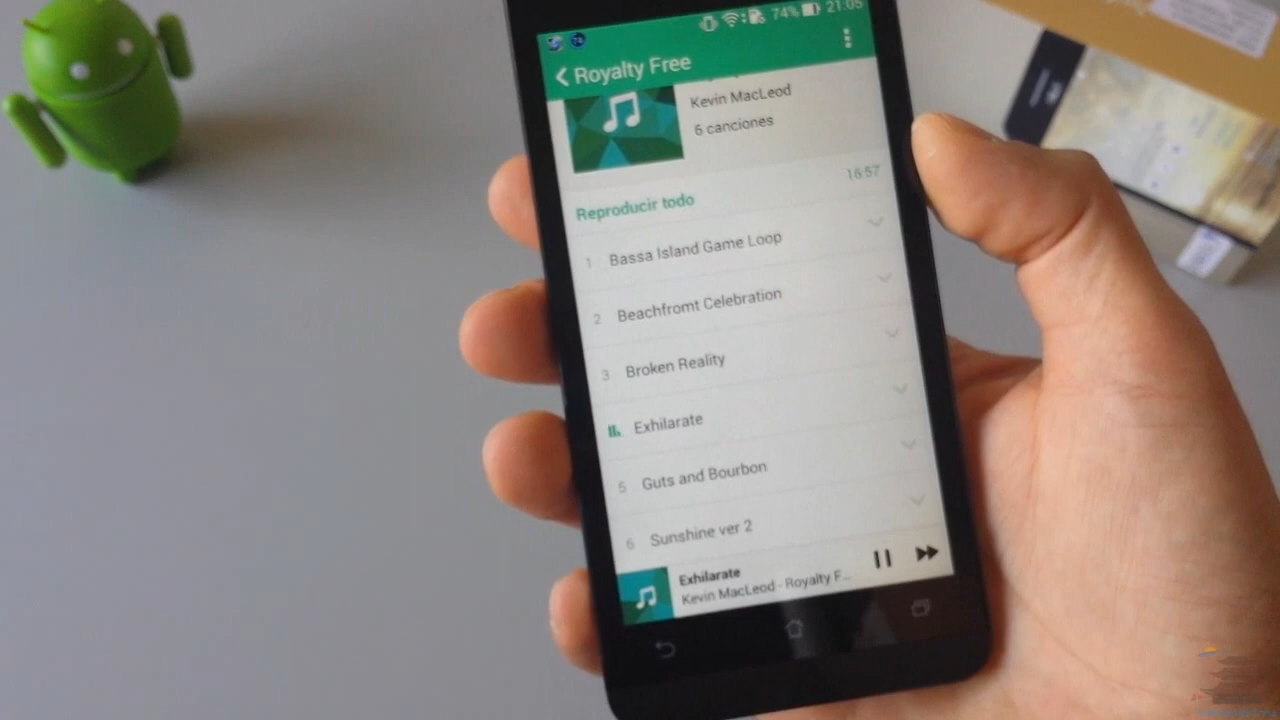 74% 21:05
Royalty Free
Kevin MacLeod
6 canciones
16:57
Reproducir todo
1 Bassa Island Game Loop
2 Beachfromt Celebration
3 Broken Reality
Exhilarate
5 Guts and Bourbon
6 Sunshine ver 2
Exhilarate
Kevin MacLeod - Royalty F...